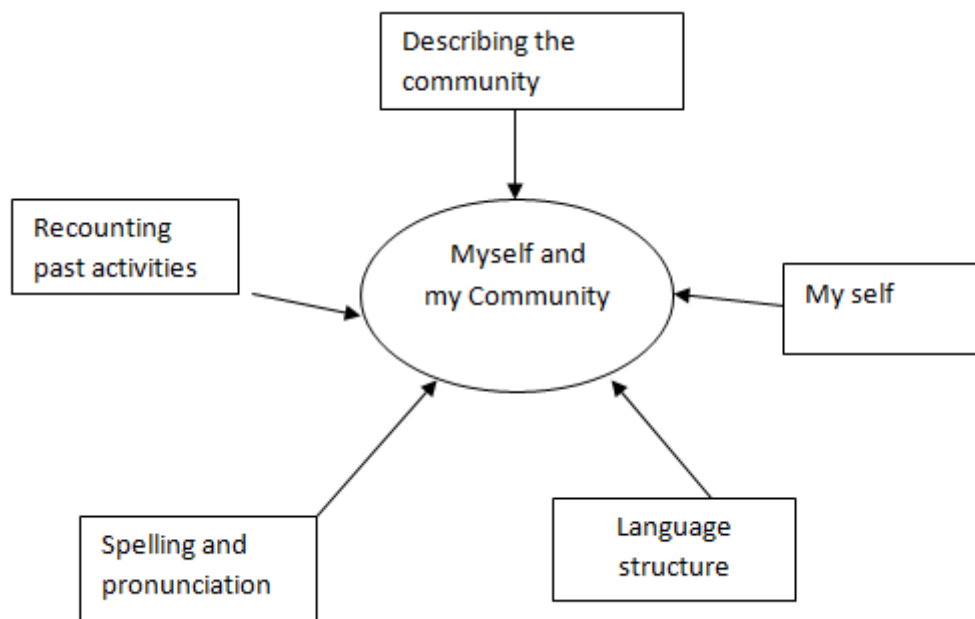 Describing the
community
Recounting
past activities
Myself and
my Community
My self
Spelling and
pronunciation
Language
structure